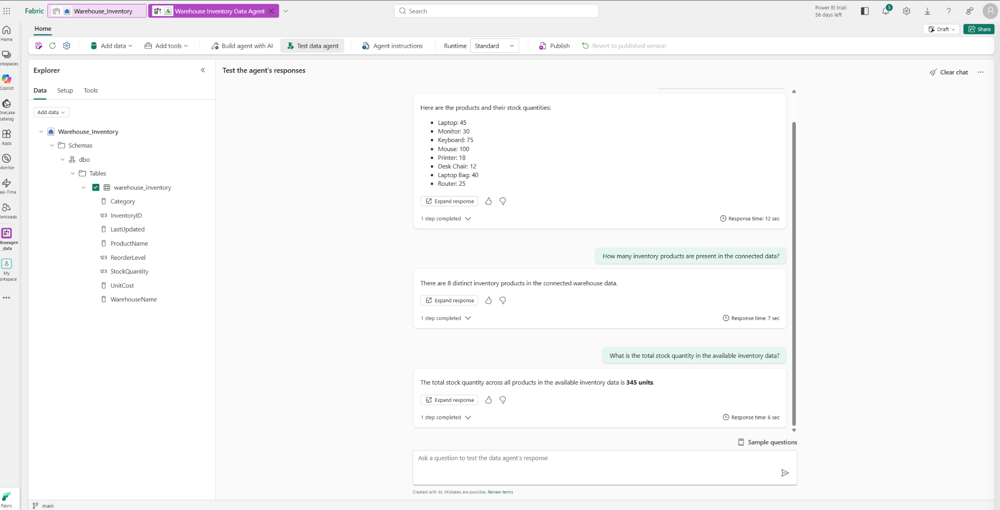 Fabric
Warehouse_Inventory
Warehouse Inventory Data Agent
Search
Power BI trial:
56 days left
5
Home
Draft
Share
Add data
Add tools
Build agent with AI
Test data agent
Agent instructions
Runtime
Standard
Publish
Revert to published version
Home
orkspaces
Copilot
OneLake
catalog
Apps
Monitor
eal-Time
orkloads
lkswagen
_data
My
orkspace
Fabric
Explorer
Data
Setup
Tools
Add data
Warehouse_Inventory
Schemas
dbo
Tables
warehouse_inventory
Category
123 InventoryID
LastUpdated
ProductName
123 ReorderLevel
123 StockQuantity
UnitCost
WarehouseName
Test the agent's responses
Clear chat
Here are the products and their stock quantities:
Laptop: 45
Monitor: 30
Keyboard: 75
Mouse: 100
Printer: 18
Desk Chair: 12
Laptop Bag: 40
Router: 25
Expand response
1 step completed
Response time: 12 sec
How many inventory products are present in the connected data?
There are 8 distinct inventory products in the connected warehouse data.
Expand response
1 step completed
Response time: 7 sec
What is the total stock quantity in the available inventory data?
The total stock quantity across all products in the available inventory data is 345 units.
Expand response
1 step completed
Response time: 6 sec
Sample questions
Ask a question to test the data agent's response
Created with AI. Mistakes are possible. Review terms
main